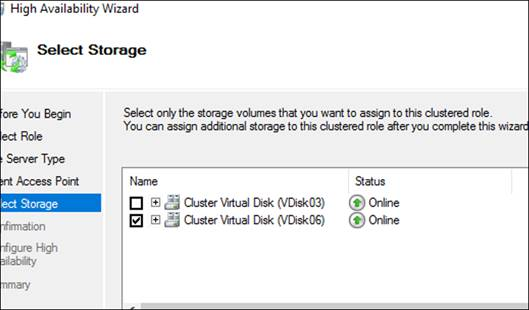 High Availability Wizard
Select Storage
fore You Begin
lect Role
e Server Type
ent Access Point
lect Storage
nfirmation
nfigure High
ailability
mmary
Select only the storage volumes that you want to assign to this clustered role.
You can assign additional storage to this clustered role after you complete this wizard
Name Status
Cluster Virtual Disk (VDisk03) Online
Cluster Virtual Disk (VDisk06) Online